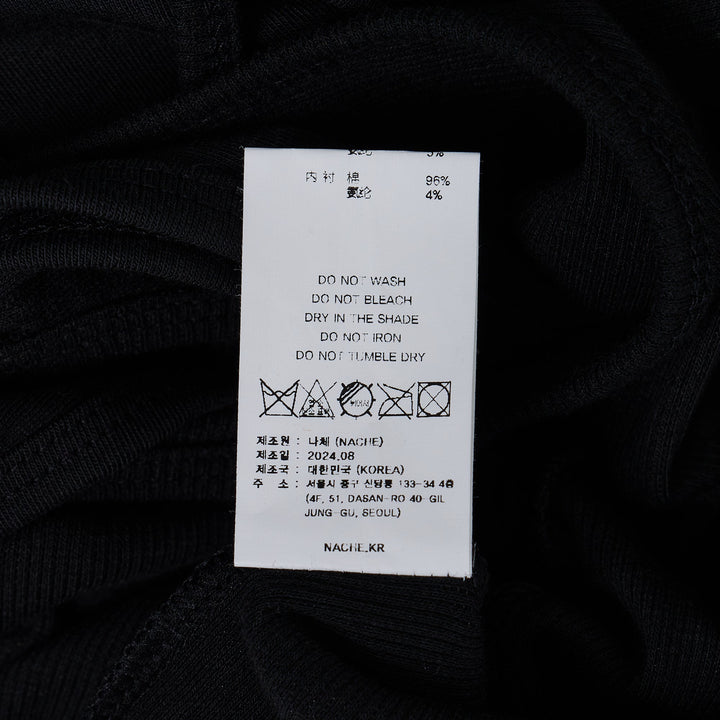 5%
内衬 棉 96%
4%
DO NOT WASH
DO NOT BLEACH
DRY IN THE SHADE
DO NOT IRON
DO NOT TUMBLE DRY
제조원 : 나체 (NACHE)
제조일 : 2024.08
제조국 : 대한민국 (KOREA)
주 소 : 서울시 중구 신당동 133-34 4층
(4F, 51, DASAN-RO 40-GIL
JUNG-GU, SEOUL)
NACHE.KR